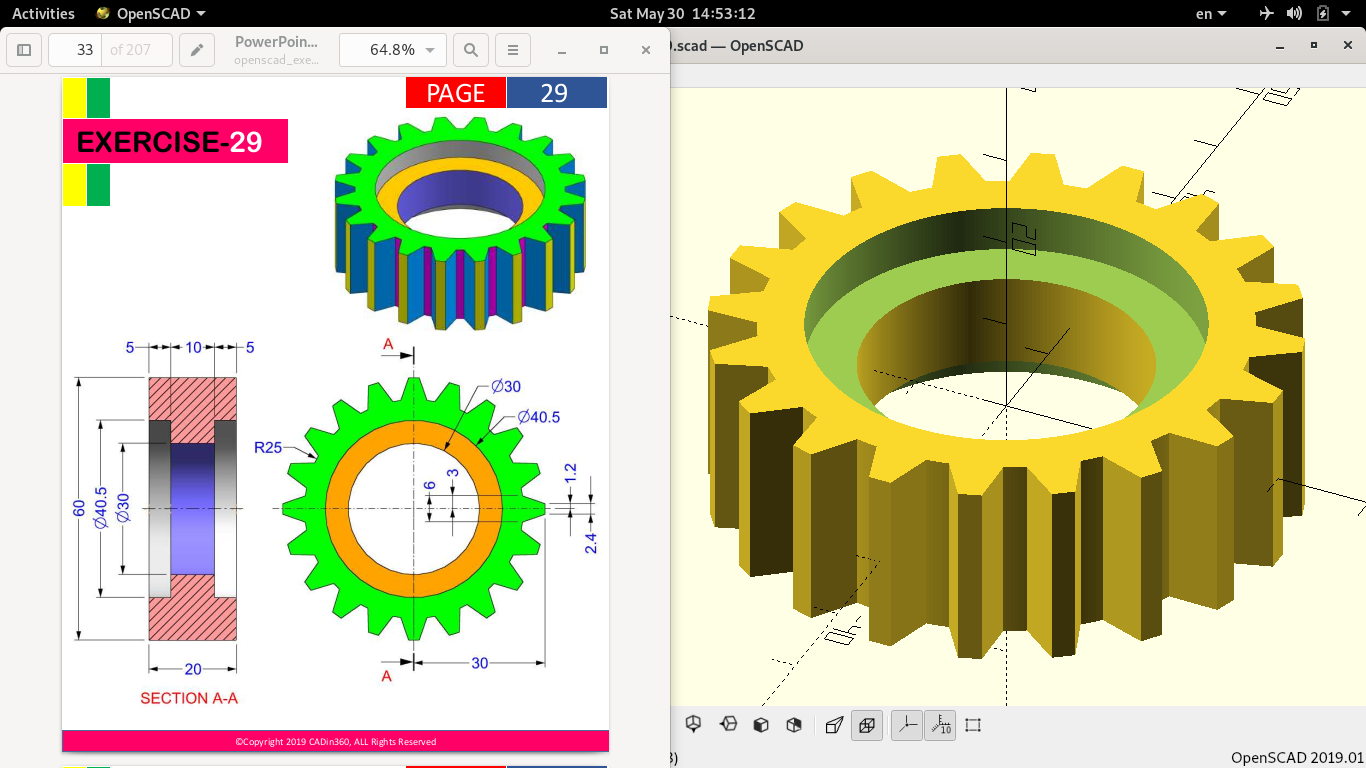 Activities OpenSCAD Sat May 30 14:53:12 en
33 of 207 PowerPoin... 64.8%
openscad_exe...
.scad — OpenSCAD
PAGE 29
EXERCISE-29
5 10 5
60
Ø40.5
Ø30
20
SECTION A-A
A
Ø30
Ø40.5
R25
6
3
1.2
2.4
30
A
©Copyright 2019 CADin360, ALL Rights Reserved
10
OpenSCAD 2019.01